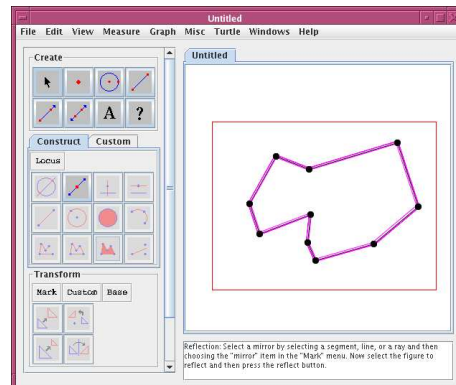 Untitled
File Edit View Measure Graph Misc Turtle Windows Help
Create
A ?
Construct Custom
Locus
Transform
Mark Custom Base
Untitled
Reflection: Select a mirror by selecting a segment, line, or a ray and then
choosing the "mirror" item in the "Mark" menu. Now select the figure to
reflect and then press the reflect button.